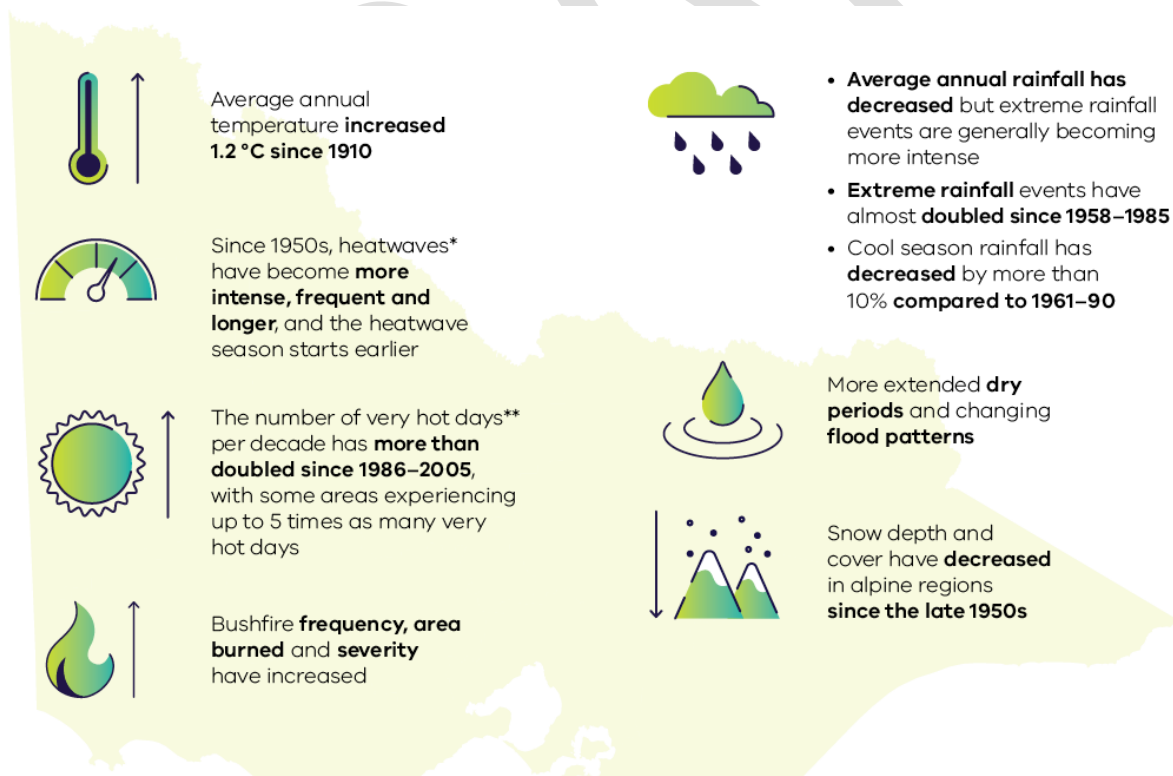 Average annual
temperature increased
1.2 °C since 1910
Since 1950s, heatwaves*
have become more
intense, frequent and
longer, and the heatwave
season starts earlier
The number of very hot days**
per decade has more than
doubled since 1986–2005,
with some areas experiencing
up to 5 times as many very
hot days
Bushfire frequency, area
burned and severity
have increased
• Average annual rainfall has
decreased but extreme rainfall
events are generally becoming
more intense
• Extreme rainfall events have
almost doubled since 1958–1985
• Cool season rainfall has
decreased by more than
10% compared to 1961–90
More extended dry
periods and changing
flood patterns
Snow depth and
cover have decreased
in alpine regions
since the late 1950s